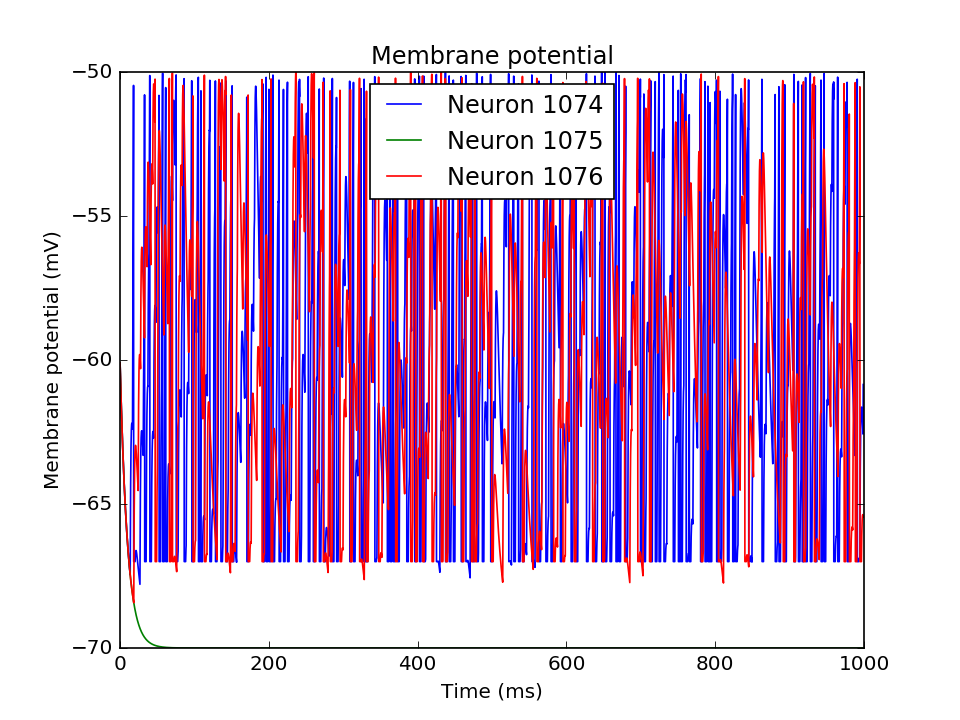 Membrane potential
−50
−55
−60
−65
−70
Membrane potential (mV)
Neuron 1074
Neuron 1075
Neuron 1076
0
200
400
600
800
1000
Time (ms)